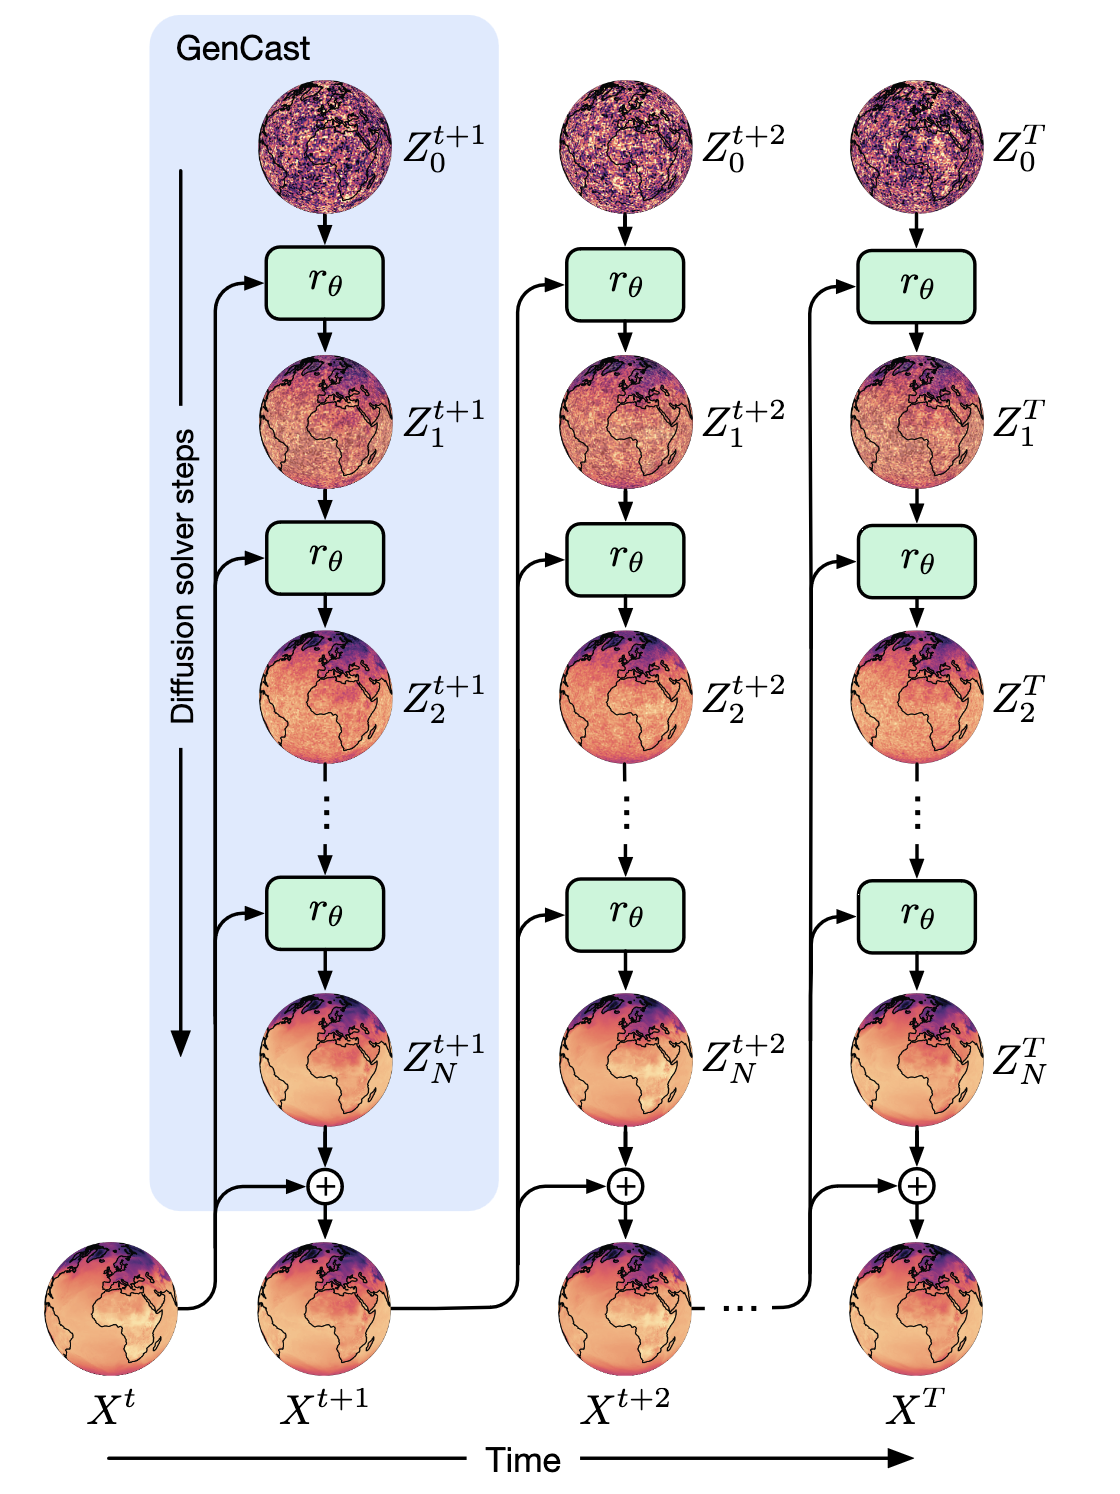 GenCast
Z_0^{t+1} Z_0^{t+2} Z_0^T
r_θ r_θ r_θ
Z_1^{t+1} Z_1^{t+2} Z_1^T
r_θ r_θ r_θ
Diffusion solver steps
Z_2^{t+1} Z_2^{t+2} Z_2^T
⋮ ⋮ ⋮
r_θ r_θ r_θ
Z_N^{t+1} Z_N^{t+2} Z_N^T
+ + +
...
X^t X^{t+1} X^{t+2} X^T
Time